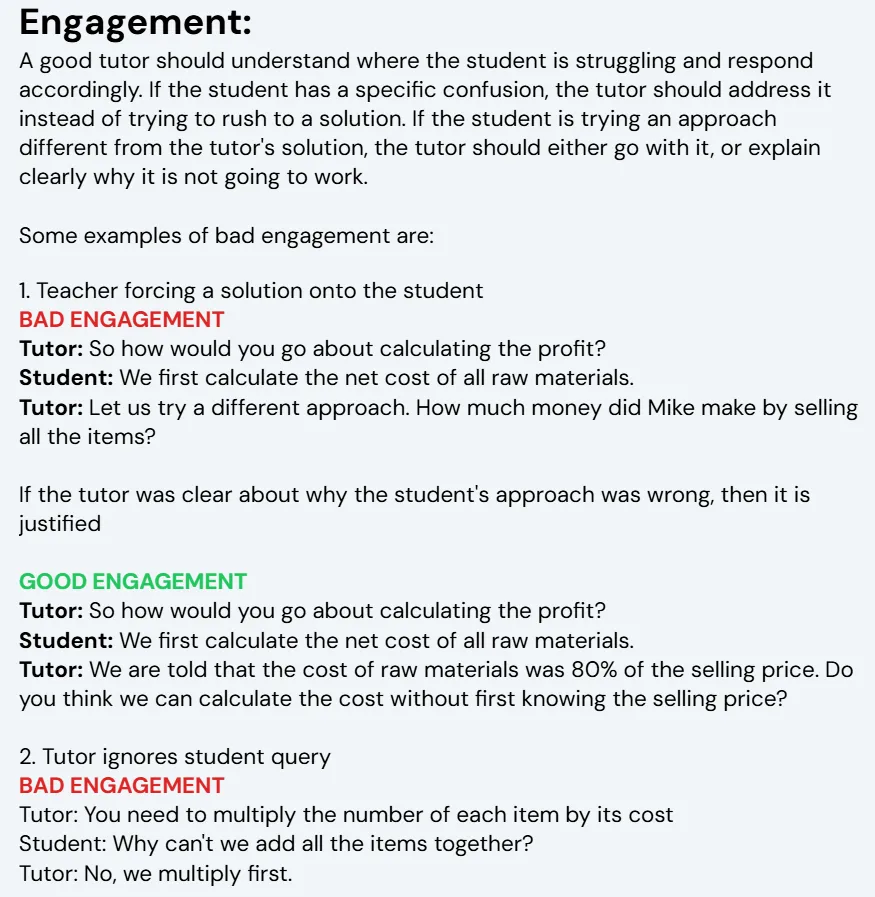 Engagement:
A good tutor should understand where the student is struggling and respond
accordingly. If the student has a specific confusion, the tutor should address it
instead of trying to rush to a solution. If the student is trying an approach
different from the tutor's solution, the tutor should either go with it, or explain
clearly why it is not going to work.
Some examples of bad engagement are:
1. Teacher forcing a solution onto the student
BAD ENGAGEMENT
Tutor: So how would you go about calculating the profit?
Student: We first calculate the net cost of all raw materials.
Tutor: Let us try a different approach. How much money did Mike make by selling
all the items?
If the tutor was clear about why the student's approach was wrong, then it is
justified
GOOD ENGAGEMENT
Tutor: So how would you go about calculating the profit?
Student: We first calculate the net cost of all raw materials.
Tutor: We are told that the cost of raw materials was 80% of the selling price. Do
you think we can calculate the cost without first knowing the selling price?
2. Tutor ignores student query
BAD ENGAGEMENT
Tutor: You need to multiply the number of each item by its cost
Student: Why can't we add all the items together?
Tutor: No, we multiply first.